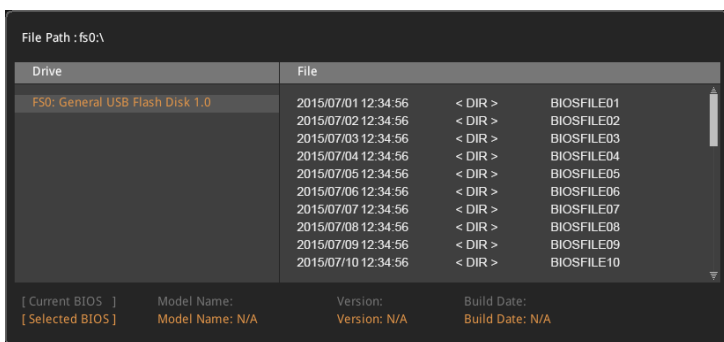 File Path : fs0:\
Drive File
FS0: General USB Flash Disk 1.0 2015/07/01 12:34:56 < DIR > BIOSFILE01
2015/07/02 12:34:56 < DIR > BIOSFILE02
2015/07/03 12:34:56 < DIR > BIOSFILE03
2015/07/04 12:34:56 < DIR > BIOSFILE04
2015/07/05 12:34:56 < DIR > BIOSFILE05
2015/07/06 12:34:56 < DIR > BIOSFILE06
2015/07/07 12:34:56 < DIR > BIOSFILE07
2015/07/08 12:34:56 < DIR > BIOSFILE08
2015/07/09 12:34:56 < DIR > BIOSFILE09
2015/07/10 12:34:56 < DIR > BIOSFILE10
[ Current BIOS ] Model Name: Version: Build Date:
[ Selected BIOS ] Model Name: N/A Version: N/A Build Date: N/A